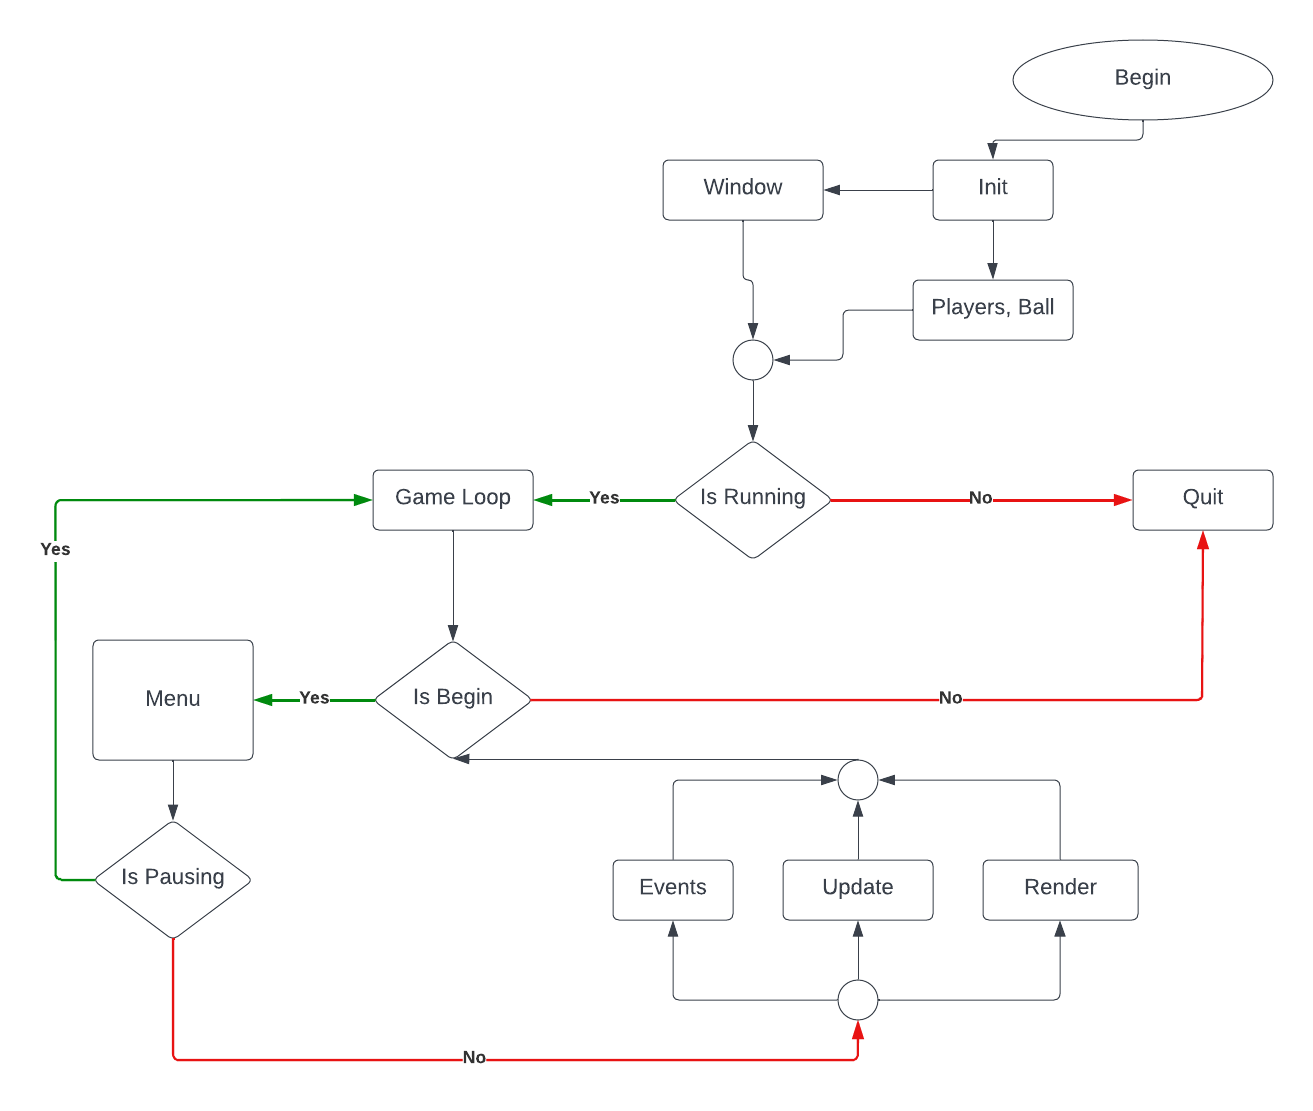 Begin
Window
Init
Players, Ball
Game Loop
Yes
Is Running
No
Quit
Yes
Menu
Yes
Is Begin
No
Is Pausing
Events
Update
Render
No